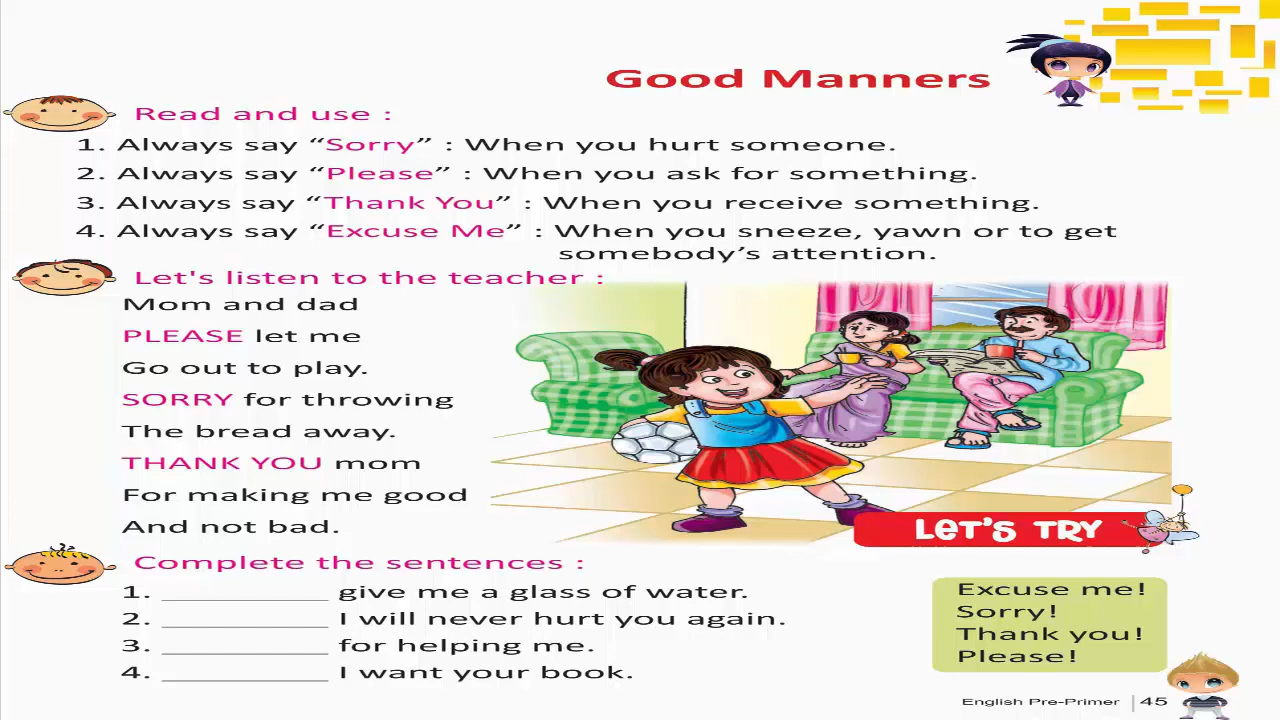 Good Manners
Read and use :
1. Always say “Sorry” : When you hurt someone.
2. Always say “Please” : When you ask for something.
3. Always say “Thank You” : When you receive something.
4. Always say “Excuse Me” : When you sneeze, yawn or to get
somebody’s attention.
Let's listen to the teacher :
Mom and dad
PLEASE let me
Go out to play.
SORRY for throwing
The bread away.
THANK YOU mom
For making me good
And not bad.
LET'S TRY
Complete the sentences :
1. __________ give me a glass of water.
2. __________ I will never hurt you again.
3. __________ for helping me.
4. __________ I want your book.
Excuse me!
Sorry!
Thank you!
Please!
English Pre-Primer | 45